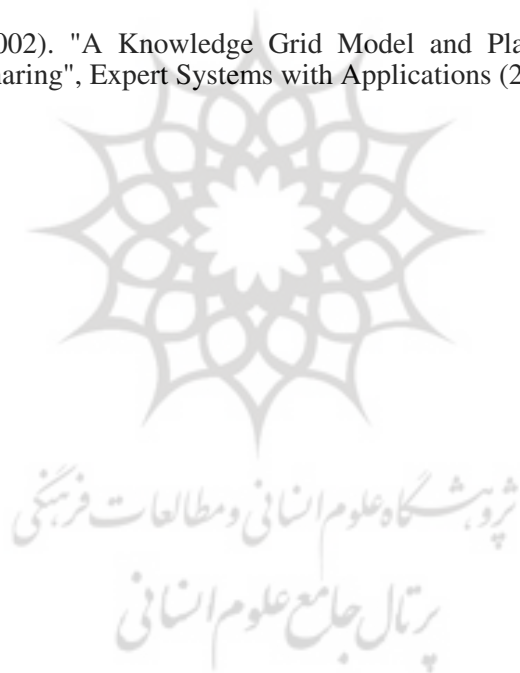 002). "A Knowledge Grid Model and Pla
haring", Expert Systems with Applications (2
پژوهشگاه علوم انسانی و مطالعات فرهنگی
پرتال جامع علوم انسانی